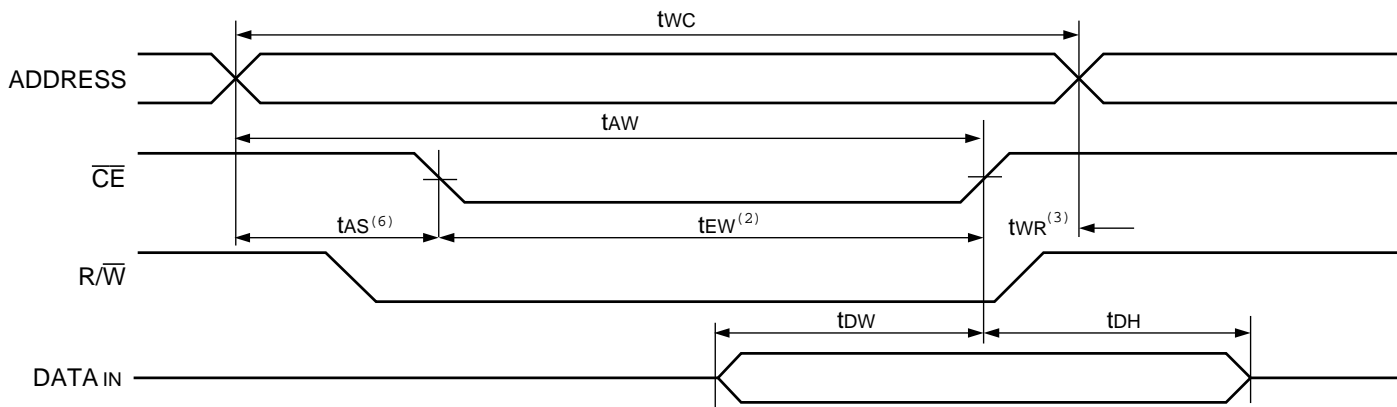 tWC
ADDRESS
tAW
CE
tAS(6)
tEW(2)
tWR(3)
R/W
tDW
tDH
DATA IN